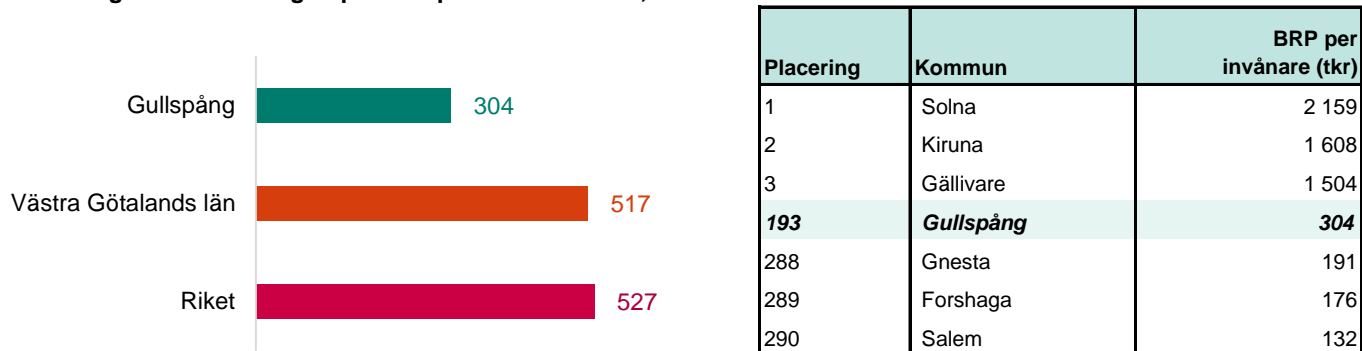 Gullspång 304
Västra Götalands län 517
Riket 527
Placering Kommun BRP per invånare (tkr)
1 Solna 2 159
2 Kiruna 1 608
3 Gällivare 1 504
193 Gullspång 304
288 Gnesta 191
289 Forshaga 176
290 Salem 132